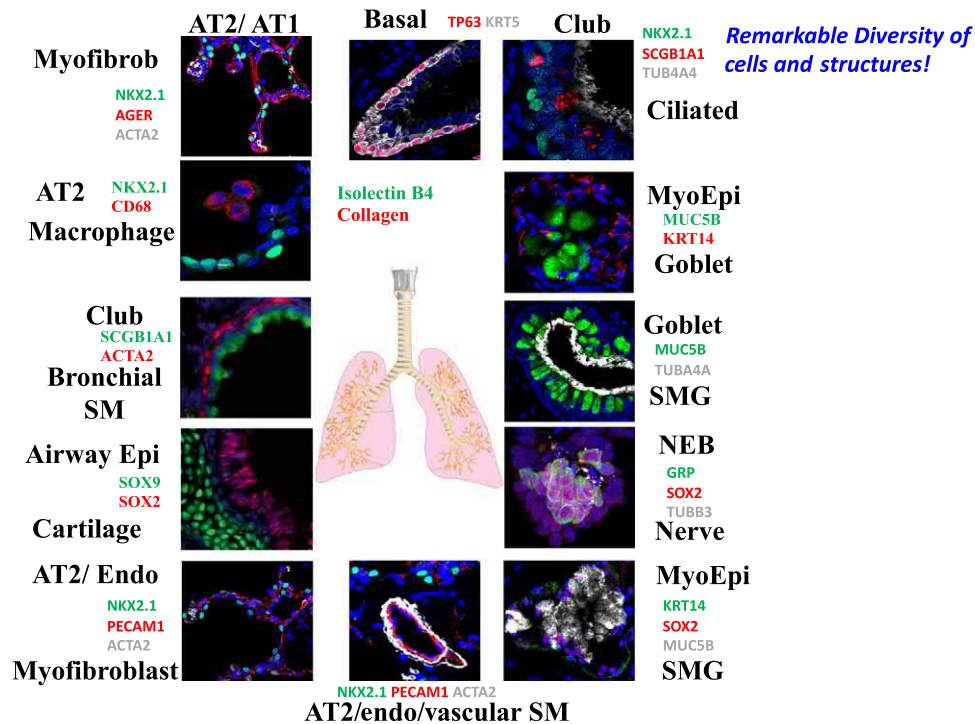 AT2/ AT1
Basal
TP63 KRT5
Club
NKX2.1
SCGB1A1
TUB4A4
Remarkable Diversity of
cells and structures!
Myofibrob
NKX2.1
AGER
ACTA2
Ciliated
AT2
NKX2.1
CD68
Macrophage
Isolectin B4
Collagen
MyoEpi
MUC5B
KRT14
Goblet
Club
SCGB1A1
ACTA2
Bronchial
SM
Goblet
MUC5B
TUBA4A
SMG
Airway Epi
SOX9
SOX2
Cartilage
NEB
GRP
SOX2
TUBB3
Nerve
AT2/ Endo
NKX2.1
PECAM1
ACTA2
Myofibroblast
MyoEpi
KRT14
SOX2
MUC5B
SMG
NKX2.1 PECAM1 ACTA2
AT2/endo/vascular SM